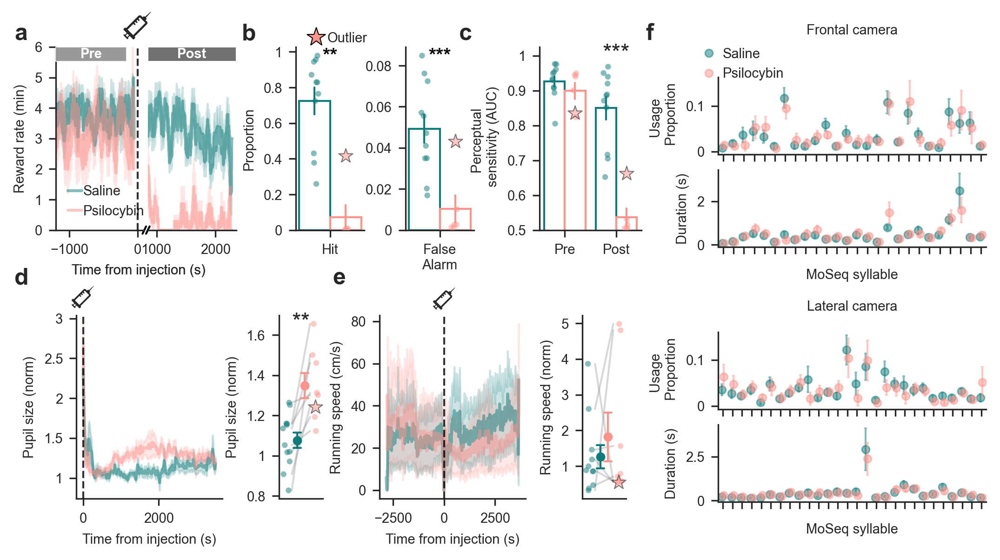 a
Pre
Post
6
5
4
3
2
1
0
Reward rate (min)
Saline
Psilocybin
−1000
0
1000
2000
Time from injection (s)
b
Outlier
**
1
0.8
0.6
0.4
0.2
0
Proportion
Hit
***
0.08
0.06
0.04
0.02
0
False
Alarm
c
***
1
0.9
0.8
0.7
0.6
0.5
Perceptual
sensitivity (AUC)
Pre
Post
d
3
2.5
2
1.5
1
Pupil size (norm)
0
2000
Time from injection (s)
**
1.6
1.4
1.2
1
0.8
Pupil size (norm)
e
80
60
40
20
0
Running speed (cm/s)
−2500
0
2500
Time from injection (s)
5
4
3
2
1
Running speed (norm)
f
Frontal camera
Saline
Psilocybin
0.1
0
Usage
Proportion
2
0
Duration (s)
MoSeq syllable
Lateral camera
0.1
0
Usage
Proportion
2.5
0
Duration (s)
MoSeq syllable